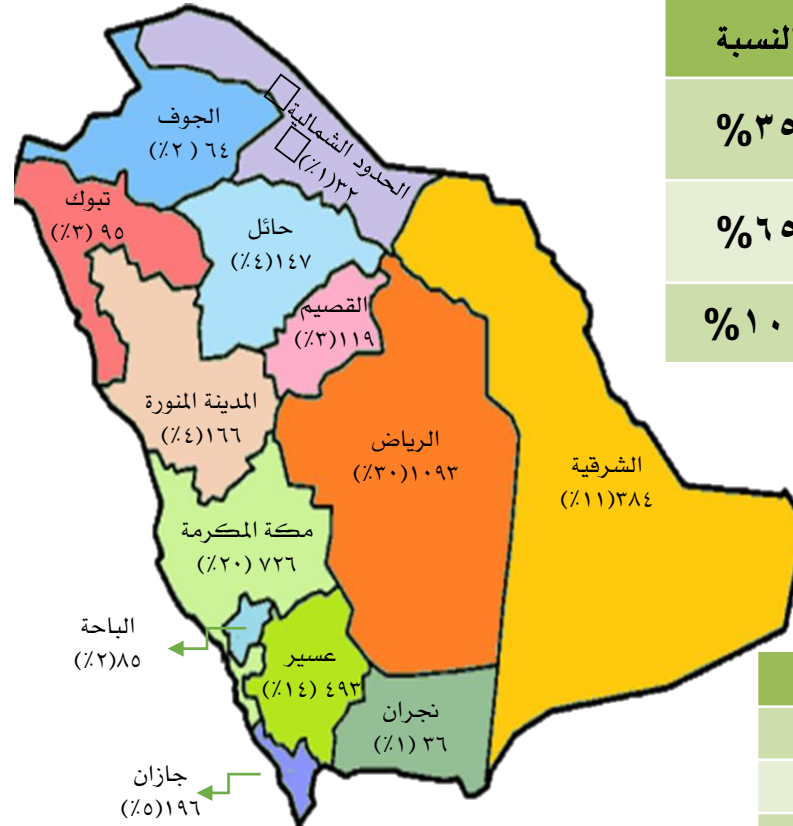 النسبة
%٣٥
%٦٥
%١٠
الجوف
٦٤ (٢٪)
الحدود الشمالية
٣٢(١٪)
تبوك
٩٥ (٣٪)
حائل
١٤٧(٤٪)
القصيم
١١٩(٣٪)
المدينة المنورة
١٦٦(٤٪)
الرياض
١٠٩٣(٣٠٪)
الشرقية
٣٨٤(١١٪)
مكة المكرمة
٧٢٦ (٢٠٪)
الباحة
٨٥(٢٪)
عسير
٤٩٣ (١٤٪)
نجران
٣٦ (١٪)
جازان
١٩٦(٥٪)